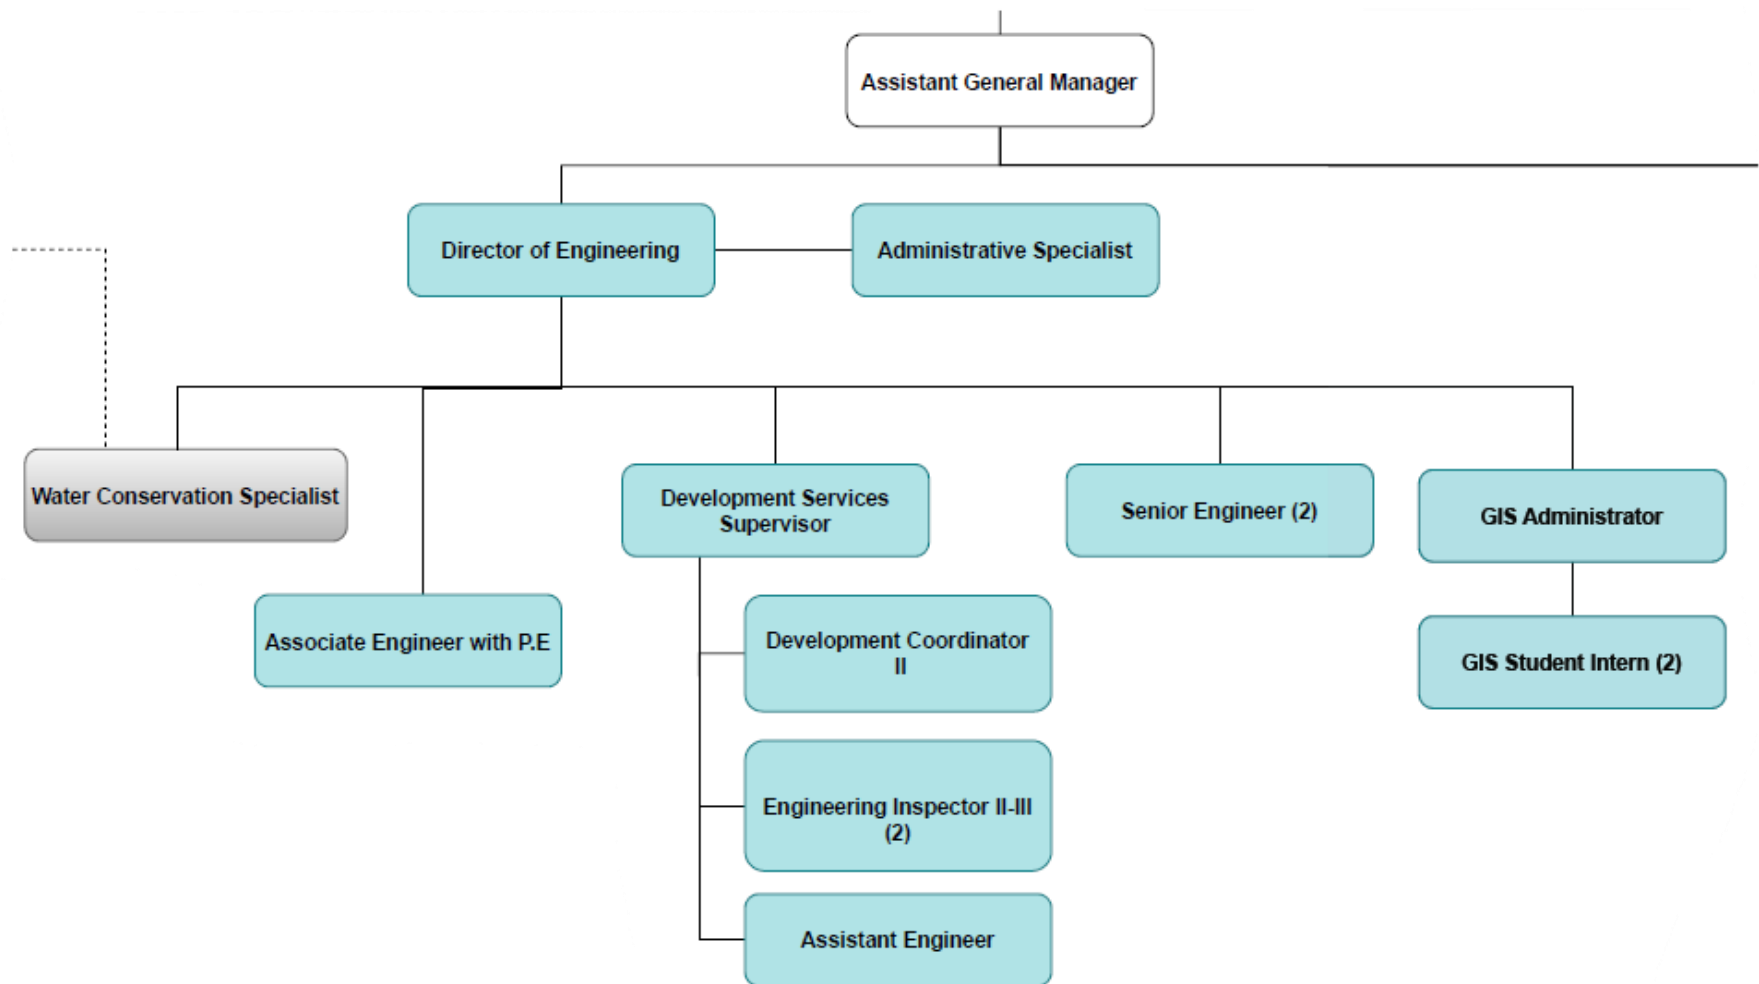 Assistant General Manager
Director of Engineering
Administrative Specialist
Water Conservation Specialist
Development Services
Supervisor
Senior Engineer (2)
GIS Administrator
Associate Engineer with P.E
Development Coordinator
II
GIS Student Intern (2)
Engineering Inspector II-III
(2)
Assistant Engineer